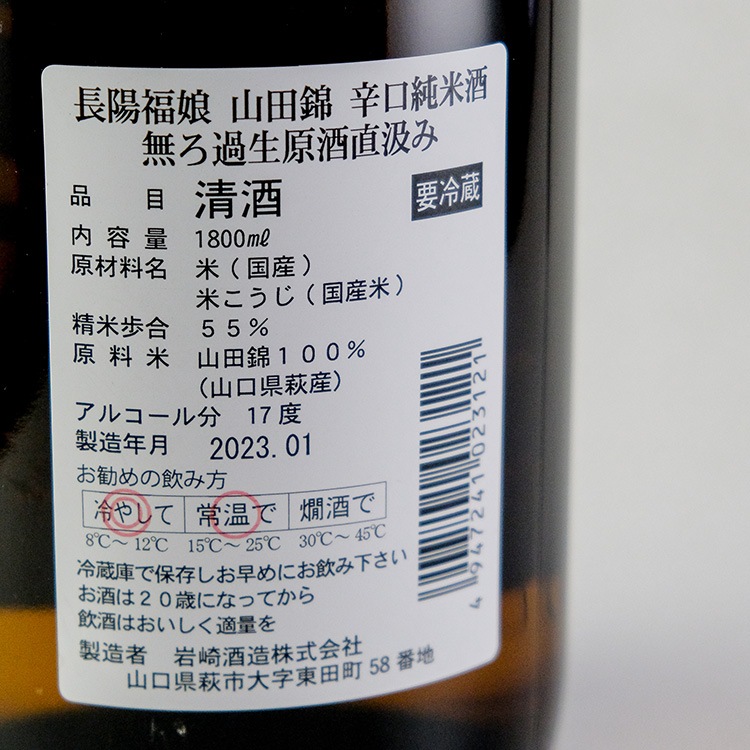 長陽福娘 山田錦 辛口純米酒
無ろ過生原酒直汲み
品目 清酒 要冷蔵
内容量 1800㎖
原材料名 米（国産）
米こうじ（国産米）
精米歩合 ５５％
原料米 山田錦１００％
（山口県萩産）
アルコール分 17度
製造年月 2023.01
お勧めの飲み方
冷やして 常温で 燗酒で
8℃～12℃ 15℃～25℃ 30℃～45℃
冷蔵庫で保存しお早めにお飲み下さい
お酒は２０歳になってから
飲酒はおいしく適量を
製造者 岩崎酒造株式会社
山口県萩市大字東田町58番地
4947241023121